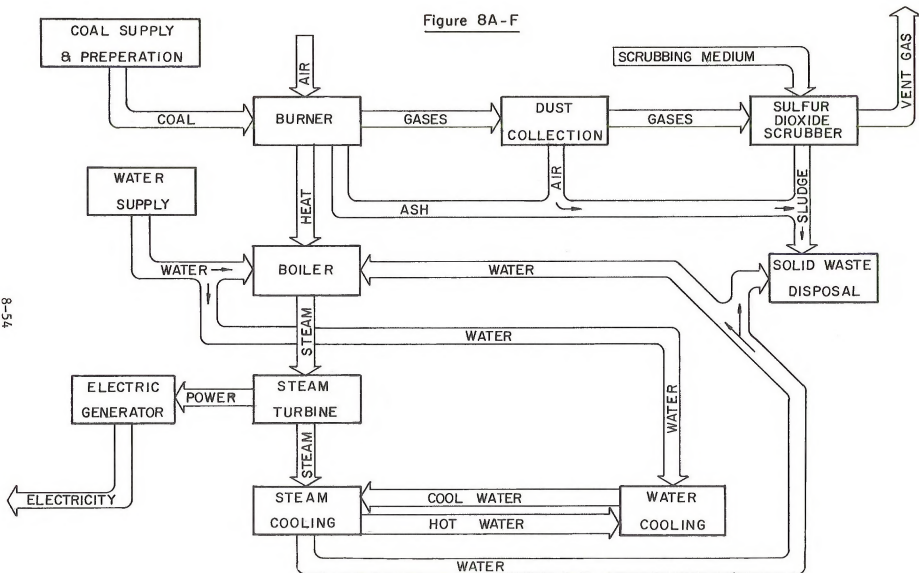 Figure 8A-F
COAL SUPPLY
& PREPERATION
AIR
SCRUBBING MEDIUM
VENT GAS
COAL
BURNER
GASES
DUST
COLLECTION
GASES
SULFUR
DIOXIDE
SCRUBBER
WATER
SUPPLY
HEAT
ASH
AIR
SLUDGE
WATER
BOILER
WATER
SOLID WASTE
DISPOSAL
8-54
STEAM
WATER
ELECTRIC
GENERATOR
POWER
STEAM
TURBINE
WATER
STEAM
ELECTRICITY
STEAM
COOLING
COOL WATER
HOT WATER
WATER
COOLING
WATER